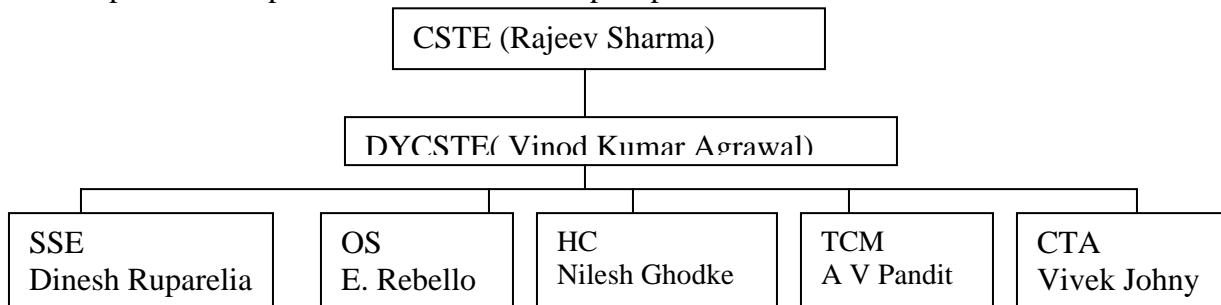 CSTE (Rajeev Sharma)
DYCSTE( Vinod Kumar Agrawal)
SSE
Dinesh Ruparelia
OS
E. Rebello
HC
Nilesh Ghodke
TCM
A V Pandit
CTA
Vivek Johny